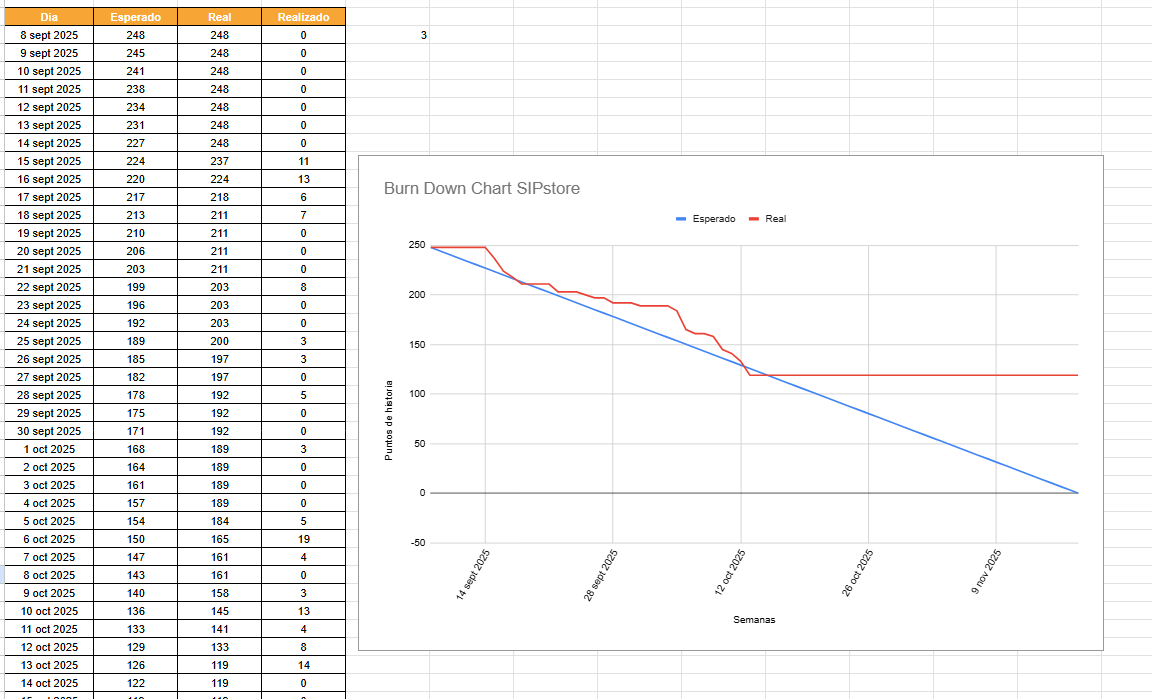 Dia Esperado Real Realizado
8 sept 2025 248 248 0 3
9 sept 2025 245 248 0
10 sept 2025 241 248 0
11 sept 2025 238 248 0
12 sept 2025 234 248 0
13 sept 2025 231 248 0
14 sept 2025 227 248 0
15 sept 2025 224 237 11
16 sept 2025 220 224 13
17 sept 2025 217 218 6
18 sept 2025 213 211 7
19 sept 2025 210 211 0
20 sept 2025 206 211 0
21 sept 2025 203 211 0
22 sept 2025 199 203 8
23 sept 2025 196 203 0
24 sept 2025 192 203 0
25 sept 2025 189 200 3
26 sept 2025 185 197 3
27 sept 2025 182 197 0
28 sept 2025 178 192 5
29 sept 2025 175 192 0
30 sept 2025 171 192 0
1 oct 2025 168 189 3
2 oct 2025 164 189 0
3 oct 2025 161 189 0
4 oct 2025 157 189 0
5 oct 2025 154 184 5
6 oct 2025 150 165 19
7 oct 2025 147 161 4
8 oct 2025 143 161 0
9 oct 2025 140 158 3
10 oct 2025 136 145 13
11 oct 2025 133 141 4
12 oct 2025 129 133 8
13 oct 2025 126 119 14
14 oct 2025 122 119 0
Burn Down Chart SIPstore
Esperado Real
250
200
150
100
50
0
-50
Puntos de historia
14 sept 2025 28 sept 2025 12 oct 2025 26 oct 2025 9 nov 2025
Semanas